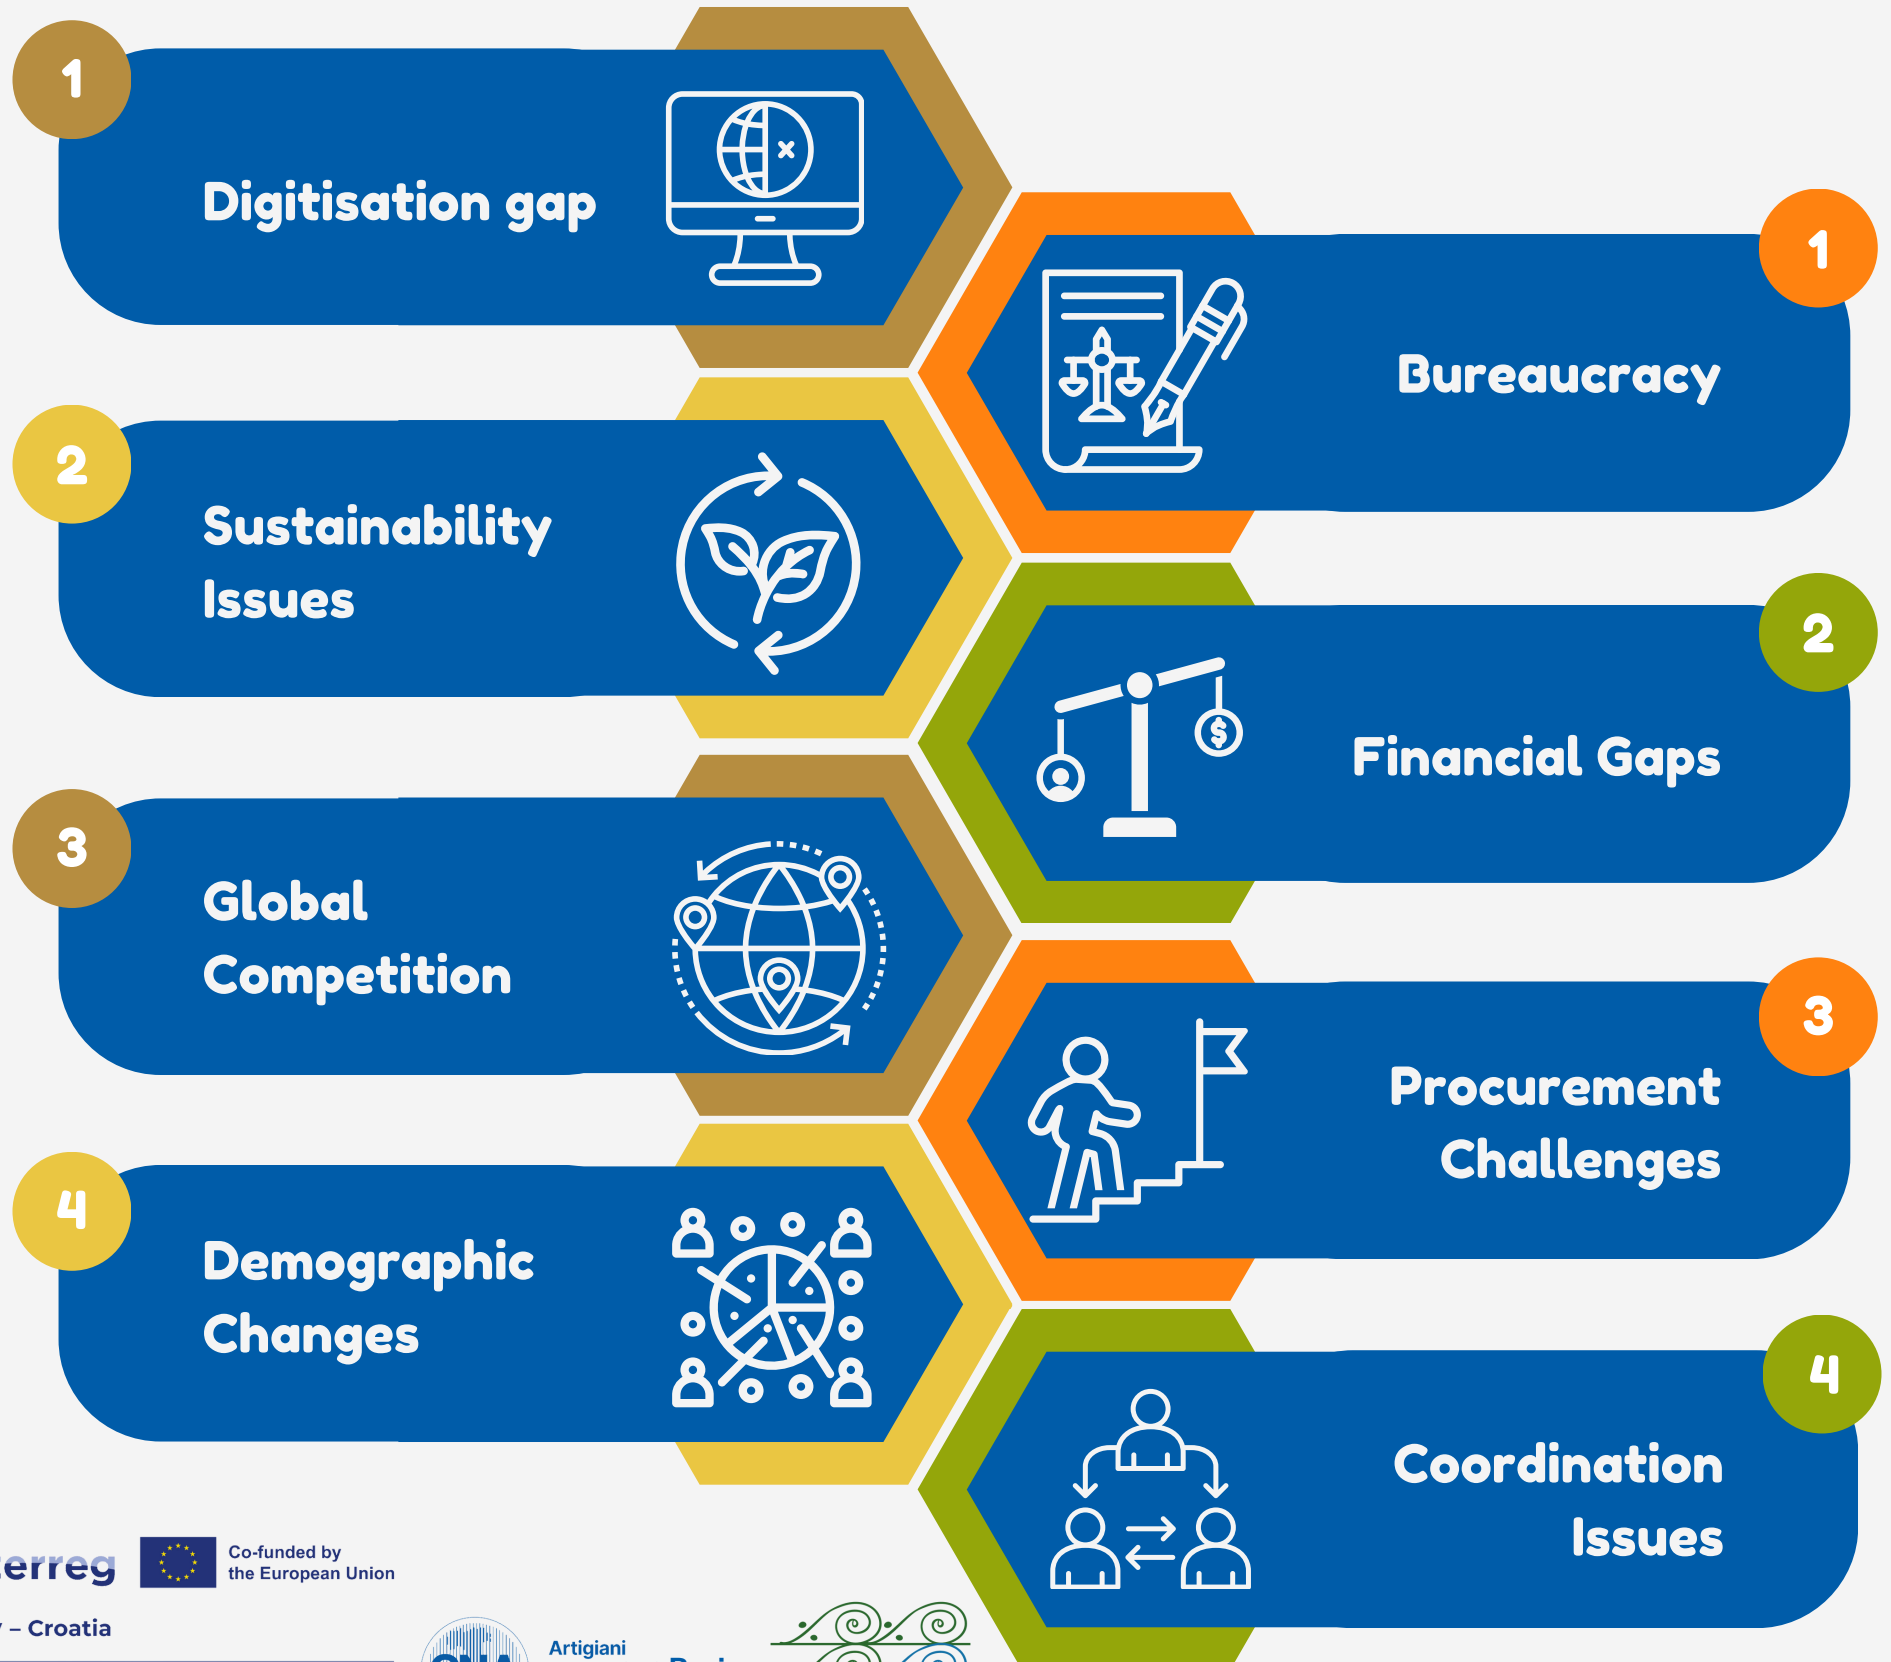 1
Digitisation gap
2
Sustainability
Issues
3
Global
Competition
4
Demographic
Changes
1
Bureaucracy
2
Financial Gaps
3
Procurement
Challenges
4
Coordination
Issues
Co-funded by
the European Union
– Croatia
Artigiani